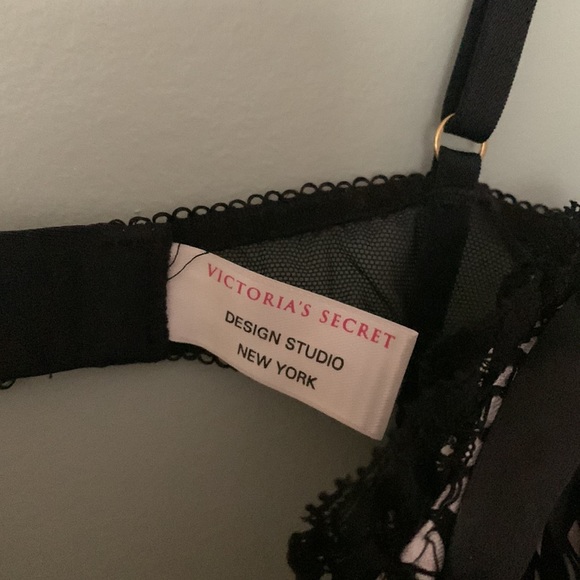 VICTORIA'S SECRET
DESIGN STUDIO
NEW YORK